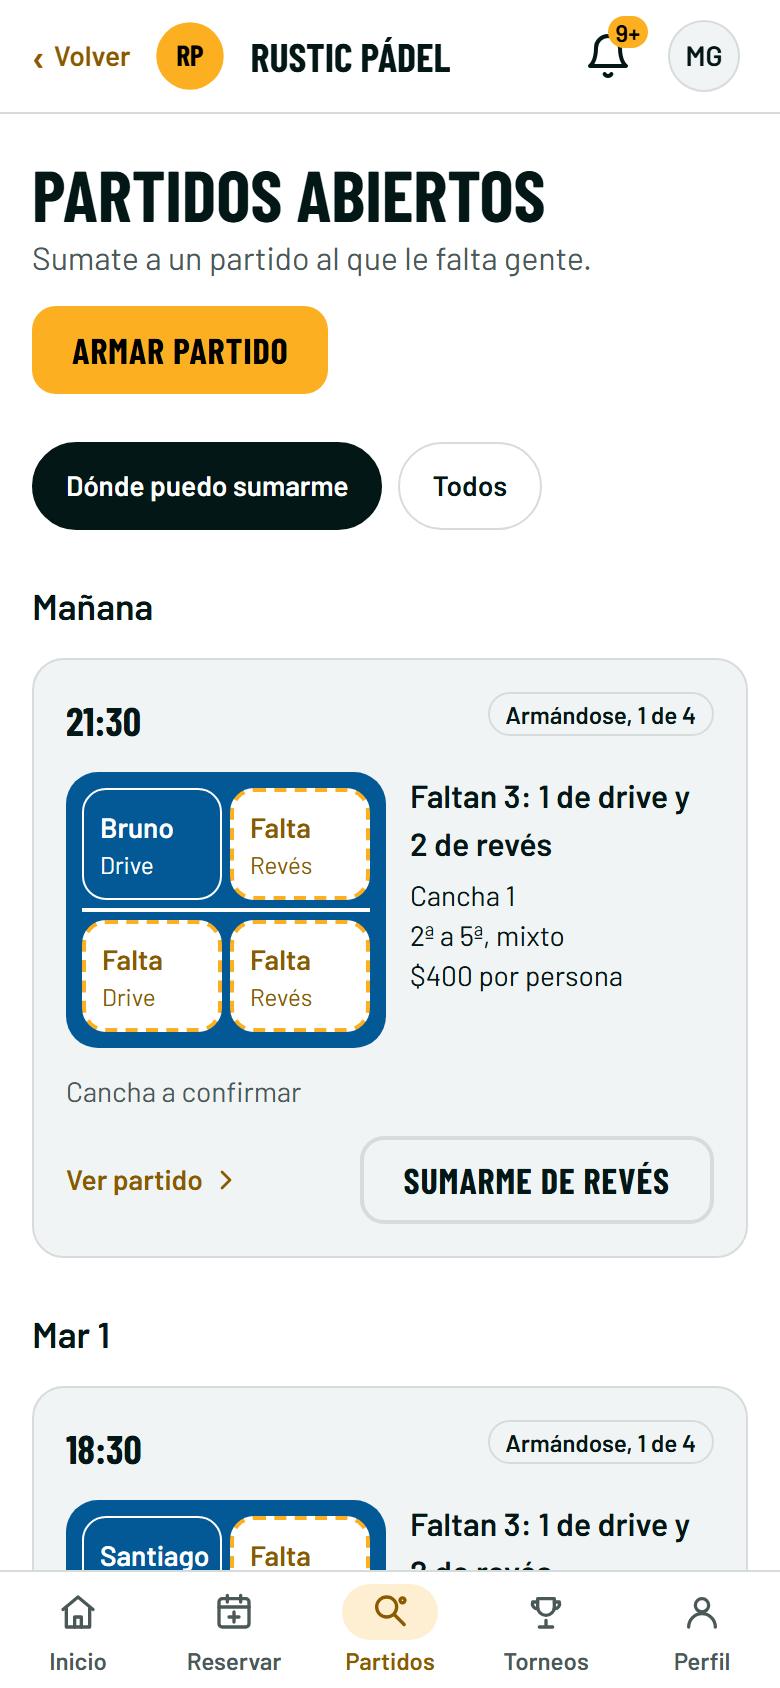 ‹ Volver RP RUSTIC PÁDEL 9+ MG
PARTIDOS ABIERTOS
Sumate a un partido al que le falta gente.
ARMAR PARTIDO
Dónde puedo sumarme Todos
Mañana
21:30 Armándose, 1 de 4
Bruno
Drive
Falta
Revés
Falta
Drive
Falta
Revés
Faltan 3: 1 de drive y
2 de revés
Cancha 1
2ª a 5ª, mixto
$400 por persona
Cancha a confirmar
Ver partido SUMARME DE REVÉS
Mar 1
18:30 Armándose, 1 de 4
Santiago
Falta
Faltan 3: 1 de drive y
2 de revés
Inicio Reservar Partidos Torneos Perfil